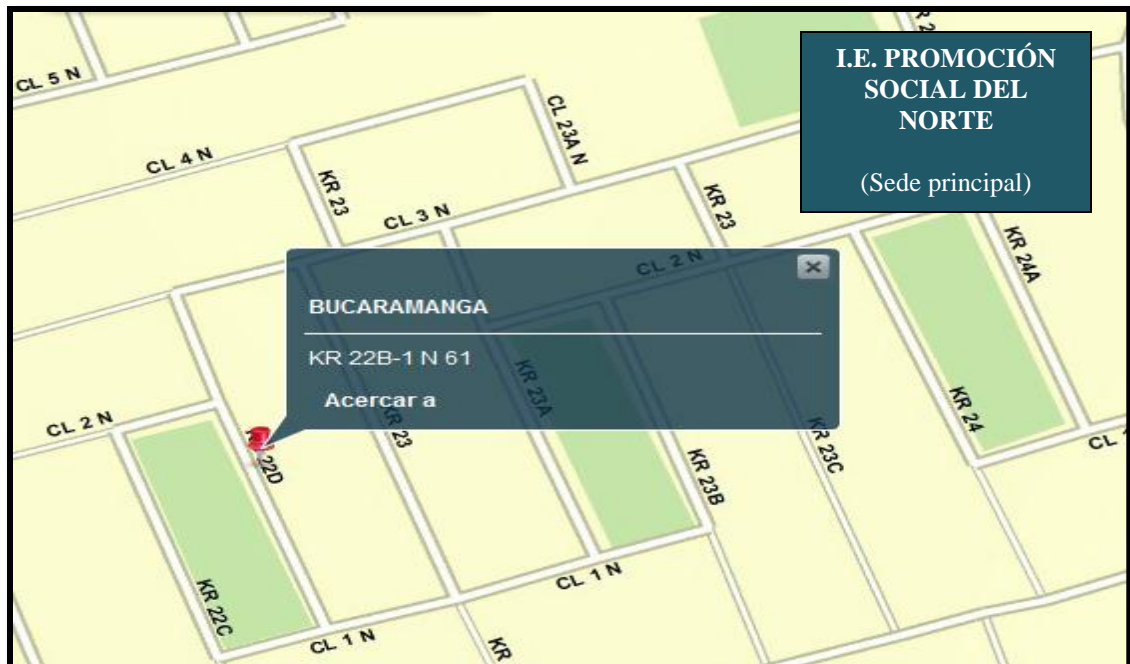 I.E. PROMOCIÓN
SOCIAL DEL
NORTE
(Sede principal)
CL 5 N
CL 4 N
CL 23A N
KR 23
CL 3 N
KR 23
CL 2 N
KR 24A
BUCARAMANGA
KR 22B-1 N 61
Acercar a
KR 23A
KR 23
KR 24
CL 2 N
22D
KR 23B
KR 23C
KR 22C
CL 1 N
CL 1 N
KR